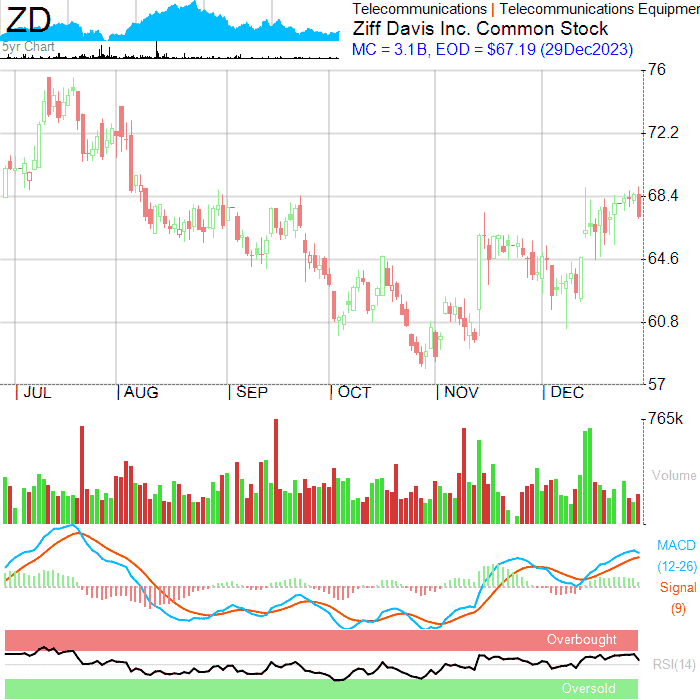 ZD
5yr Chart
Telecommunications | Telecommunications Equipmen
Ziff Davis Inc. Common Stock
MC = 3.1B, EOD = $67.19 (29Dec2023)
76
72.2
68.4
64.6
60.8
57
JUL AUG SEP OCT NOV DEC
765k
Volume
MACD
(12-26)
Signal
(9)
Overbought
RSI(14)
Oversold